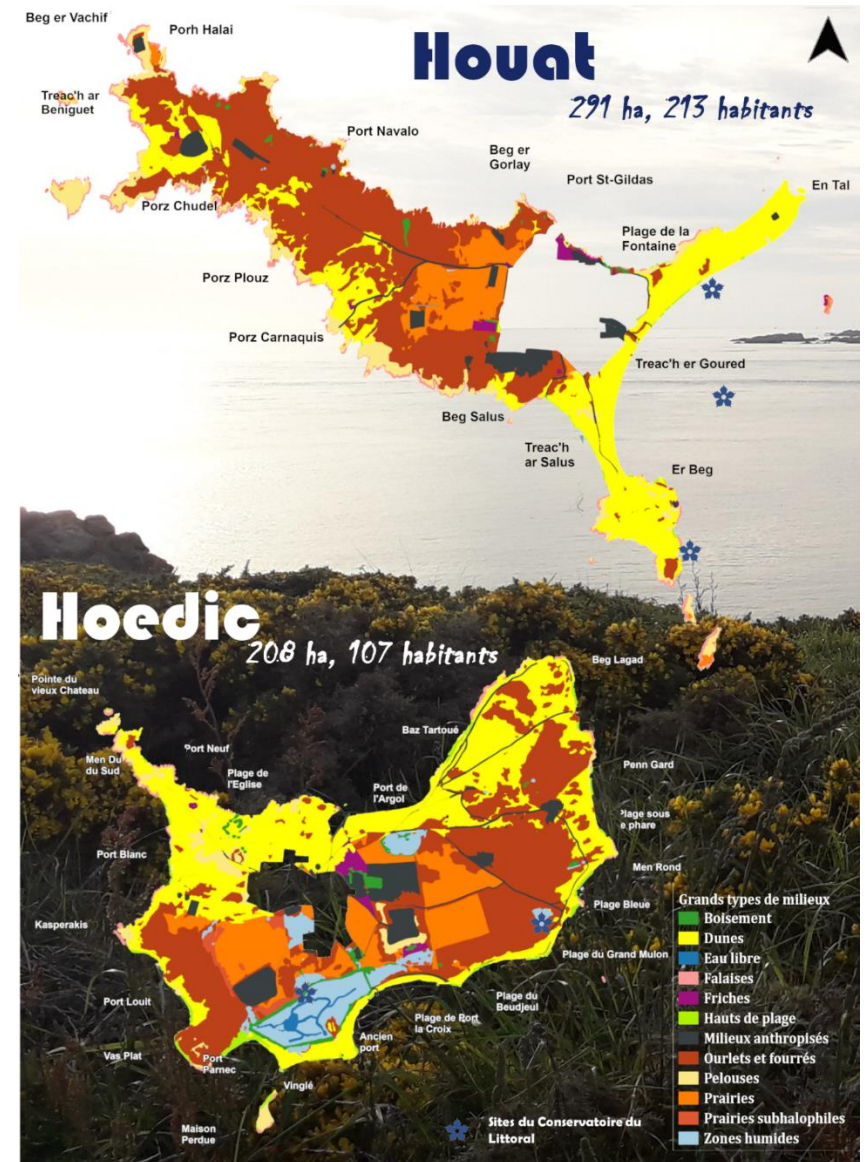 Houat
291 ha, 213 habitants
Beg er Vachif
Porh Halai
Treac'h ar
Beniguet
Port Navalo
Beg er
Gorlay
Port St-Gildas
En Tal
Porz Chudel
Plage de la
Fontaine
Porz Plouz
Porz Carnaquis
Treac'h er Goured
Beg Salus
Treac'h
ar Salus
Er Beg
Hoedic
208 ha, 107 habitants
Pointe du
vieux Chateau
Beg Lagad
Men Du
du Sud
Port Neuf
Plage de
l'Eglise
Baz Tartoué
Port de
l'Argol
Penn Gard
Plage sous
le phare
Port Blanc
Men Rond
Plage Bleue
Kasperakis
Plage du Grand Mulon
Port Louit
Plage du
Beudjeul
Plage de Port
la Croix
Ancien
port
Vas Plat
Port
Parnec
Vinglé
Maison
Perdue
Grands types de milieux
Boisement
Dunes
Eau libre
Falaises
Friches
Hauts de plage
Milieux anthropisés
Ourlets et fourrés
Pelouses
Prairies
Prairies subhalophiles
Zones humides
Sites du Conservatoire du
Littoral